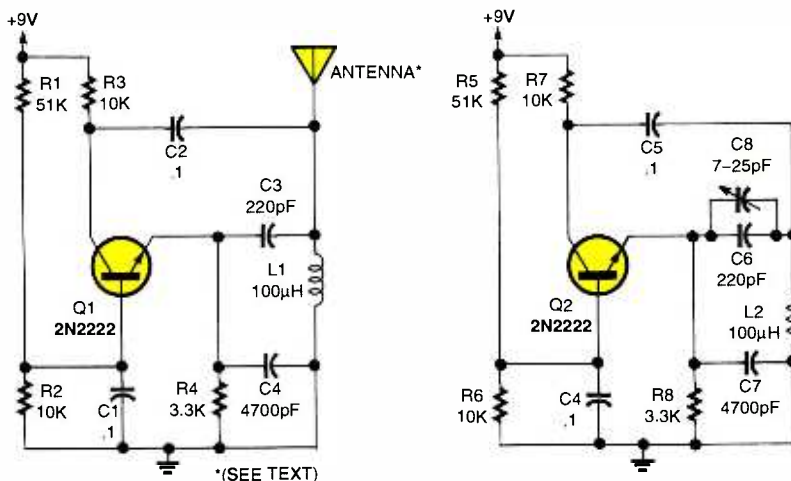 +9V
R1
51K
R3
10K
ANTENNA*
C2
.1
C3
220pF
L1
100µH
Q1
2N2222
R2
10K
C1
.1
R4
3.3K
C4
4700pF
*(SEE TEXT)
+9V
R5
51K
R7
10K
C5
.1
C8
7–25pF
C6
220pF
Q2
2N2222
L2
100µH
R6
10K
C4
.1
R8
3.3K
C7
4700pF